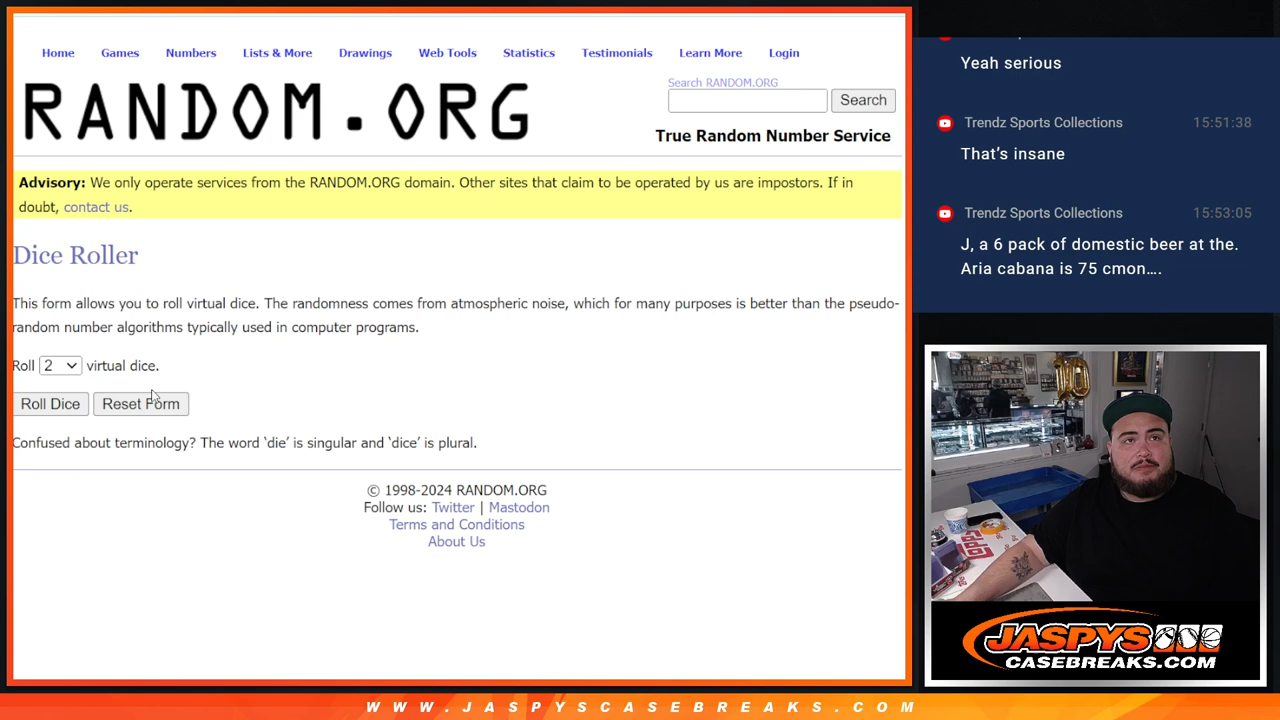 Home Games Numbers Lists & More Drawings Web Tools Statistics Testimonials Learn More Login
RANDOM.ORG
Search RANDOM.ORG
Search
True Random Number Service
Advisory: We only operate services from the RANDOM.ORG domain. Other sites that claim to be operated by us are impostors. If in
doubt, contact us.
Dice Roller
This form allows you to roll virtual dice. The randomness comes from atmospheric noise, which for many purposes is better than the pseudo-
random number algorithms typically used in computer programs.
Roll 2 virtual dice.
Roll Dice Reset Form
Confused about terminology? The word ‘die’ is singular and ‘dice’ is plural.
© 1998-2024 RANDOM.ORG
Follow us: Twitter | Mastodon
Terms and Conditions
About Us
Yeah serious
Trendz Sports Collections 15:51:38
That’s insane
Trendz Sports Collections 15:53:05
J, a 6 pack of domestic beer at the.
Aria cabana is 75 cmon....
10
JASPYS
CASEBREAKS.COM
WWW.JASPYSCASEBREAKS.COM